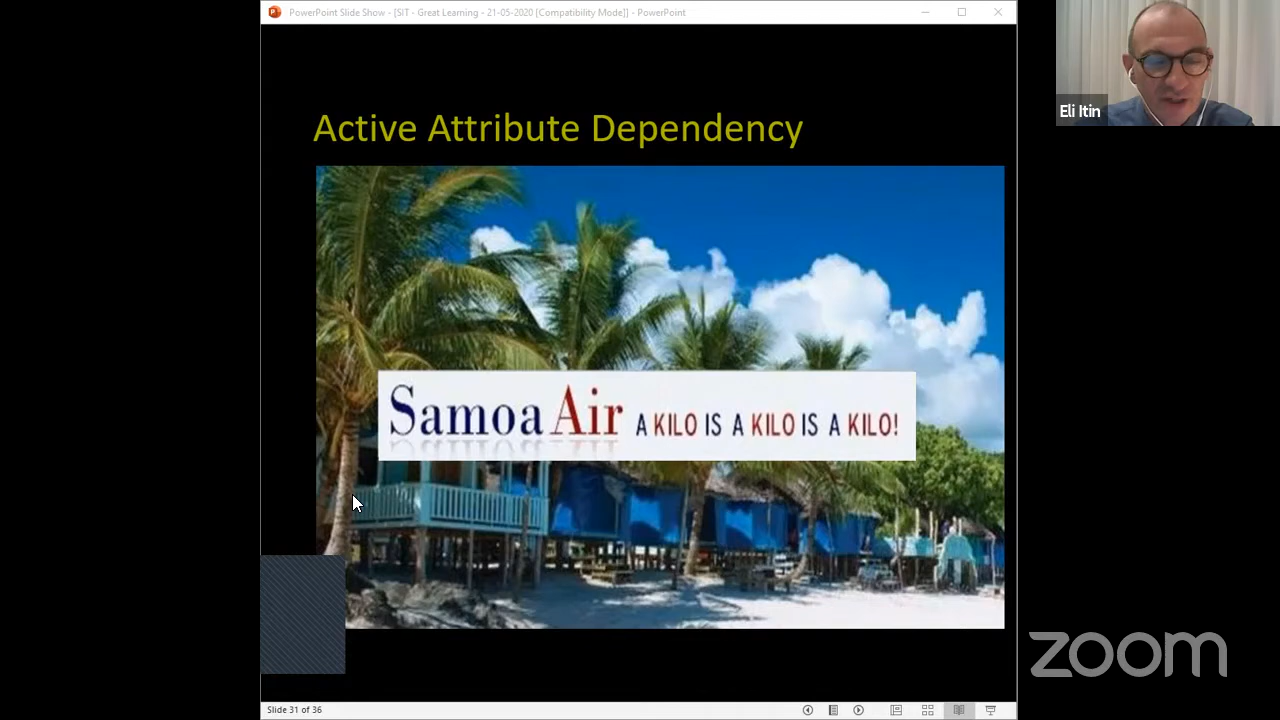 PowerPoint Slide Show - [SIT - Great Learning - 21-05-2020 [Compatibility Mode]] - PowerPoint
Eli Itin
Active Attribute Dependency
Samoa Air A KILO IS A KILO IS A KILO!
zoom
Slide 31 of 36